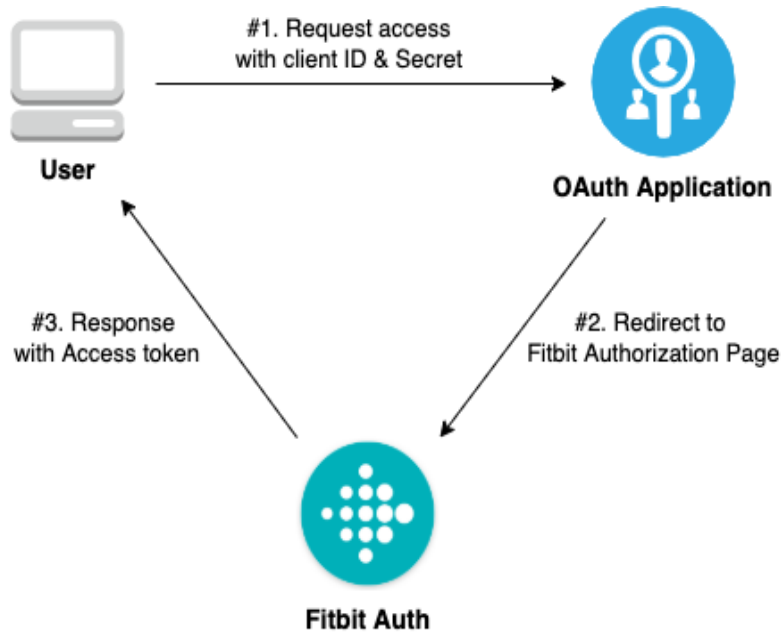 #1. Request access
with client ID & Secret
User
OAuth Application
#3. Response
with Access token
#2. Redirect to
Fitbit Authorization Page
Fitbit Auth